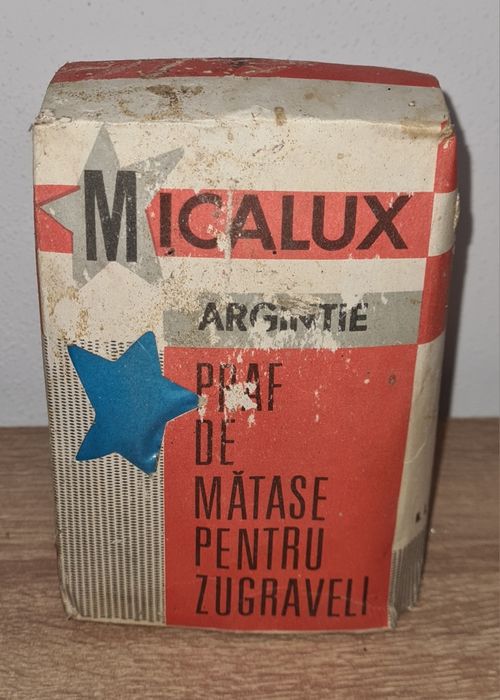 MICALUX
ARGINTIE
PRAF
DE
MĂTASE
PENTRU
ZUGRAVELI